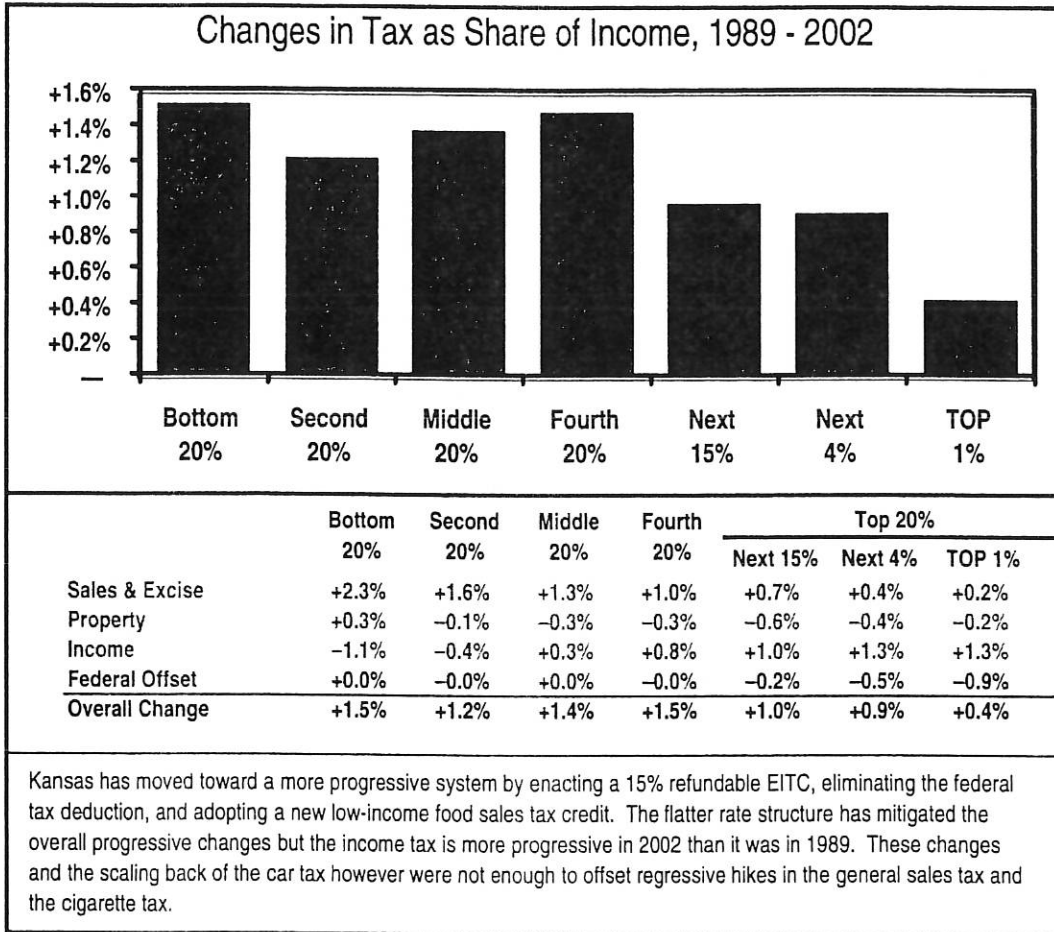 Changes in Tax as Share of Income, 1989 - 2002
+1.6%
+1.4%
+1.2%
+1.0%
+0.8%
+0.6%
+0.4%
+0.2%
—
Bottom Second Middle Fourth Next Next TOP
20% 20% 20% 20% 15% 4% 1%
Bottom Second Middle Fourth Top 20%
20% 20% 20% 20% Next 15% Next 4% TOP 1%
Sales & Excise +2.3% +1.6% +1.3% +1.0% +0.7% +0.4% +0.2%
Property +0.3% –0.1% –0.3% –0.3% –0.6% –0.4% –0.2%
Income –1.1% –0.4% +0.3% +0.8% +1.0% +1.3% +1.3%
Federal Offset +0.0% –0.0% +0.0% –0.0% –0.2% –0.5% –0.9%
Overall Change +1.5% +1.2% +1.4% +1.5% +1.0% +0.9% +0.4%
Kansas has moved toward a more progressive system by enacting a 15% refundable EITC, eliminating the federal
tax deduction, and adopting a new low-income food sales tax credit. The flatter rate structure has mitigated the
overall progressive changes but the income tax is more progressive in 2002 than it was in 1989. These changes
and the scaling back of the car tax however were not enough to offset regressive hikes in the general sales tax and
the cigarette tax.